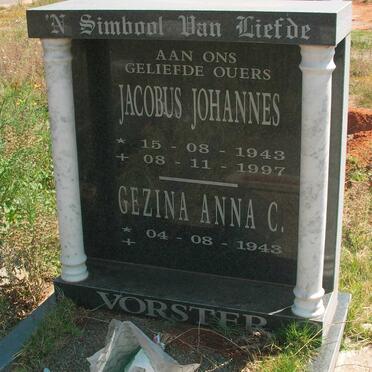 'N Simbool Van Liefde
AAN ONS
GELIEFDE OUERS
JACOBUS JOHANNES
* 15 - 08 - 1943
+ 08 - 11 - 1997
GEZINA ANNA C.
* 04 - 08 - 1943
+
VORSTER